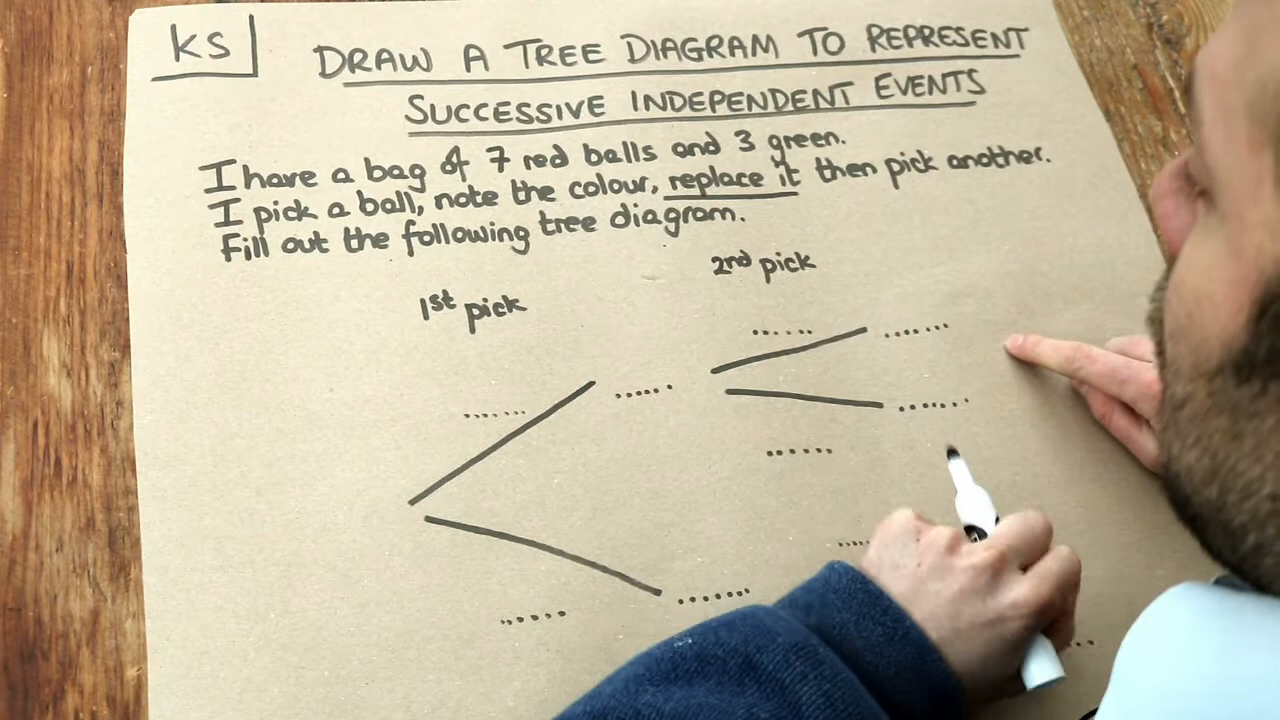 KS
DRAW A TREE DIAGRAM TO REPRESENT
SUCCESSIVE INDEPENDENT EVENTS
I have a bag of 7 red balls and 3 green.
I pick a ball, note the colour, replace it then pick another.
Fill out the following tree diagram.
1st pick
2nd pick